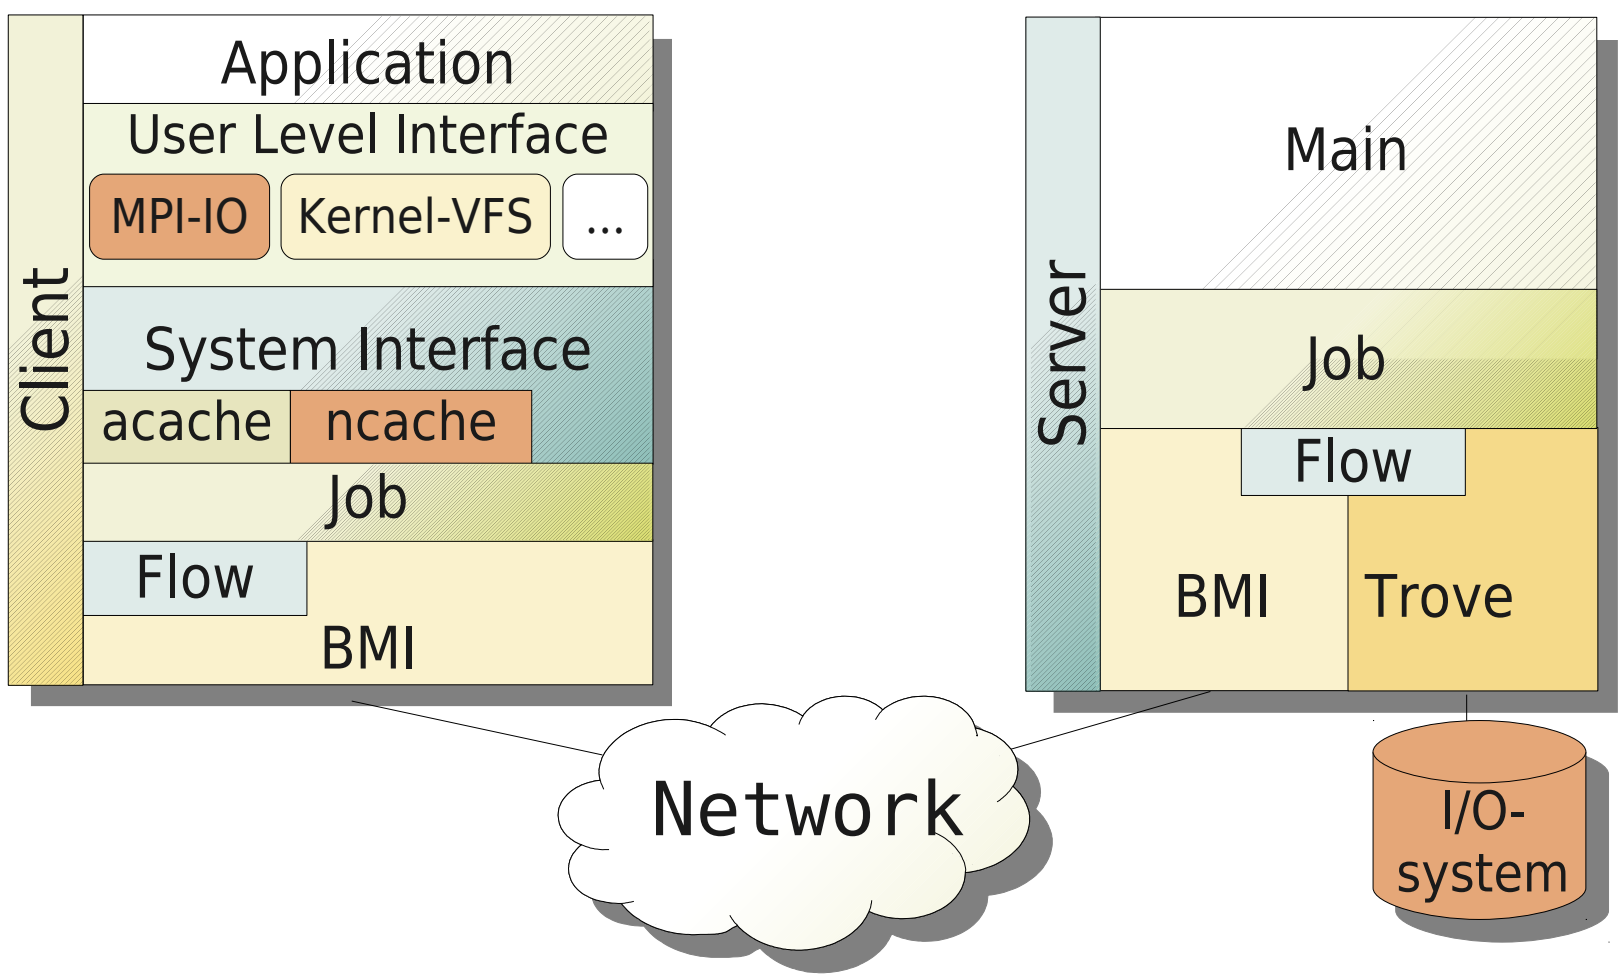 Client
Application
User Level Interface
MPI-IO
Kernel-VFS
...
System Interface
acache
ncache
Job
Flow
BMI
Server
Main
Job
Flow
BMI
Trove
Network
I/O-
system